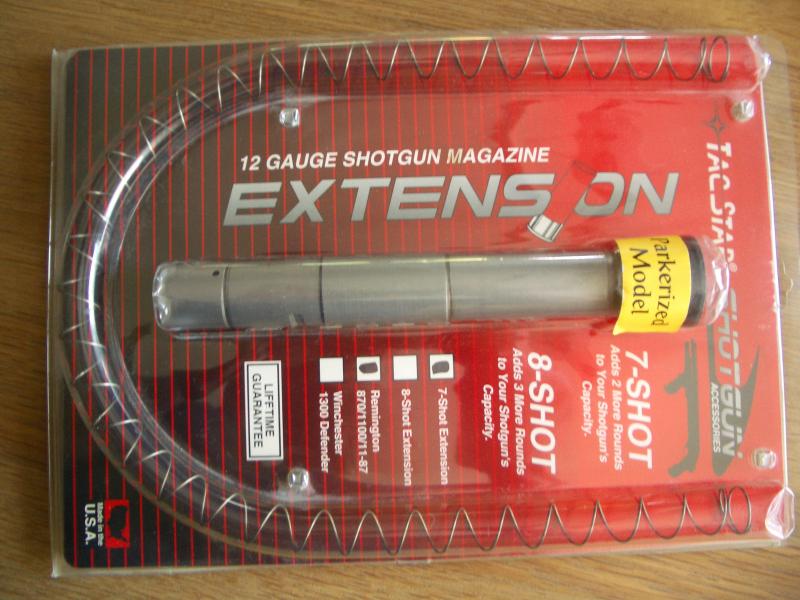 TAC STAR® SHOTGUN
ACCESSORIES
12 GAUGE SHOTGUN MAGAZINE
EXTENSION
Parkerized
Model
7-SHOT
Adds 2 More Rounds
to Your Shotgun's
Capacity.
8-SHOT
Adds 3 More Rounds
to Your Shotgun's
Capacity.
7-Shot Extension
8-Shot Extension
Remington
870/1100/11-87
Winchester
1300 Defender
LIFETIME
GUARANTEE
Made in the
U.S.A.